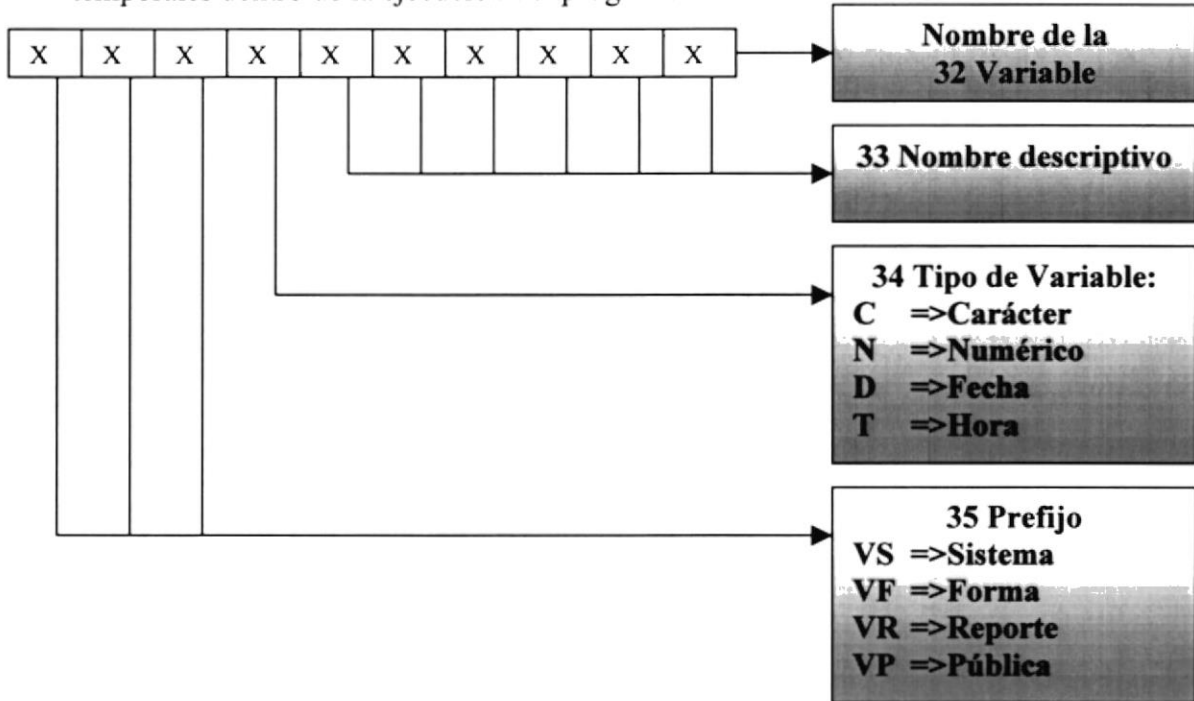 X X X X X X X X X X
Nombre de la
32 Variable
33 Nombre descriptivo
34 Tipo de Variable:
C =>Carácter
N =>Numérico
D =>Fecha
T =>Hora
35 Prefijo
VS =>Sistema
VF =>Forma
VR =>Reporte
VP =>Pública